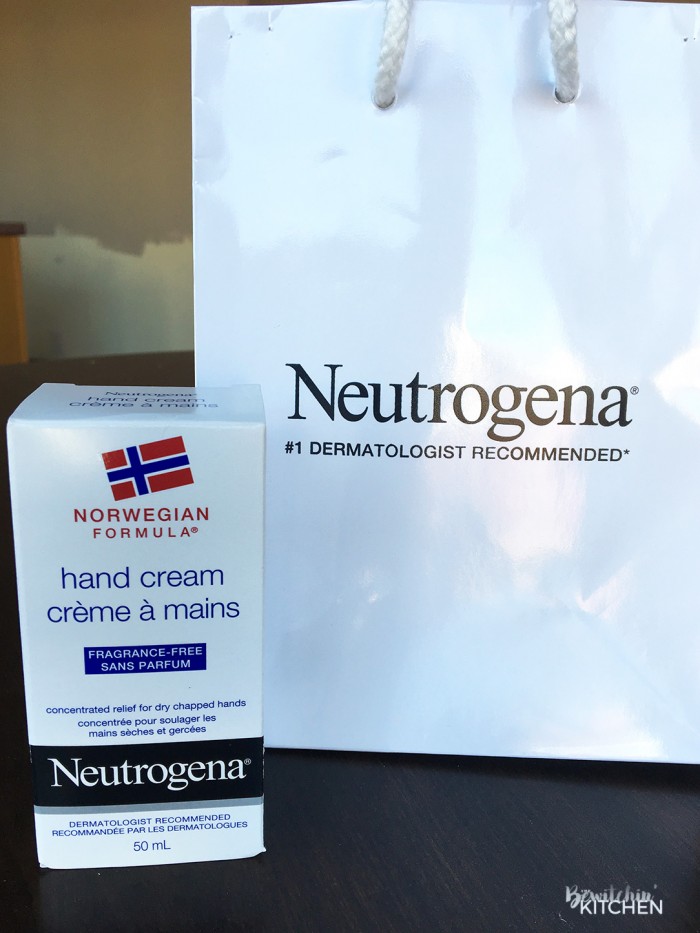 Neutrogena®
#1 DERMATOLOGIST RECOMMENDED*
Neutrogena®
hand cream
crème à mains
NORWEGIAN
FORMULA®
hand cream
crème à mains
FRAGRANCE-FREE
SANS PARFUM
concentrated relief for dry chapped hands
concentrée pour soulager les
mains sèches et gercées
Neutrogena®
DERMATOLOGIST RECOMMENDED
RECOMMANDÉE PAR LES DERMATOLOGUES
50 mL
Bewitchin'
KITCHEN